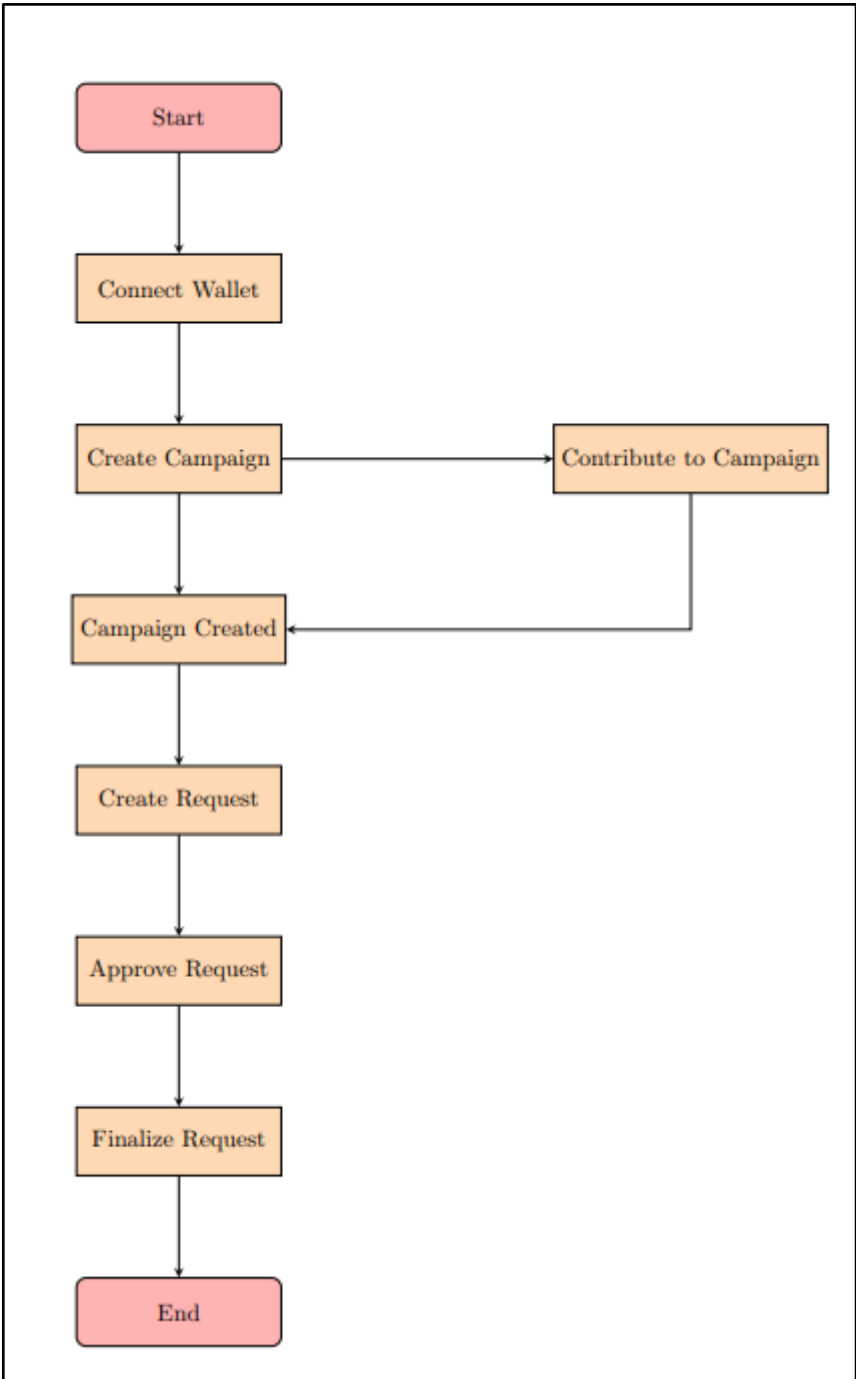 Start
Connect Wallet
Create Campaign
Contribute to Campaign
Campaign Created
Create Request
Approve Request
Finalize Request
End